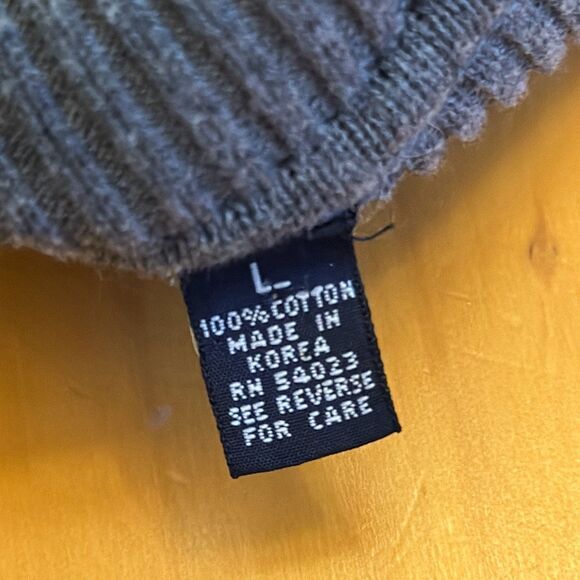 L
100% COTTON
MADE IN
KOREA
RN 54023
SEE REVERSE
FOR CARE